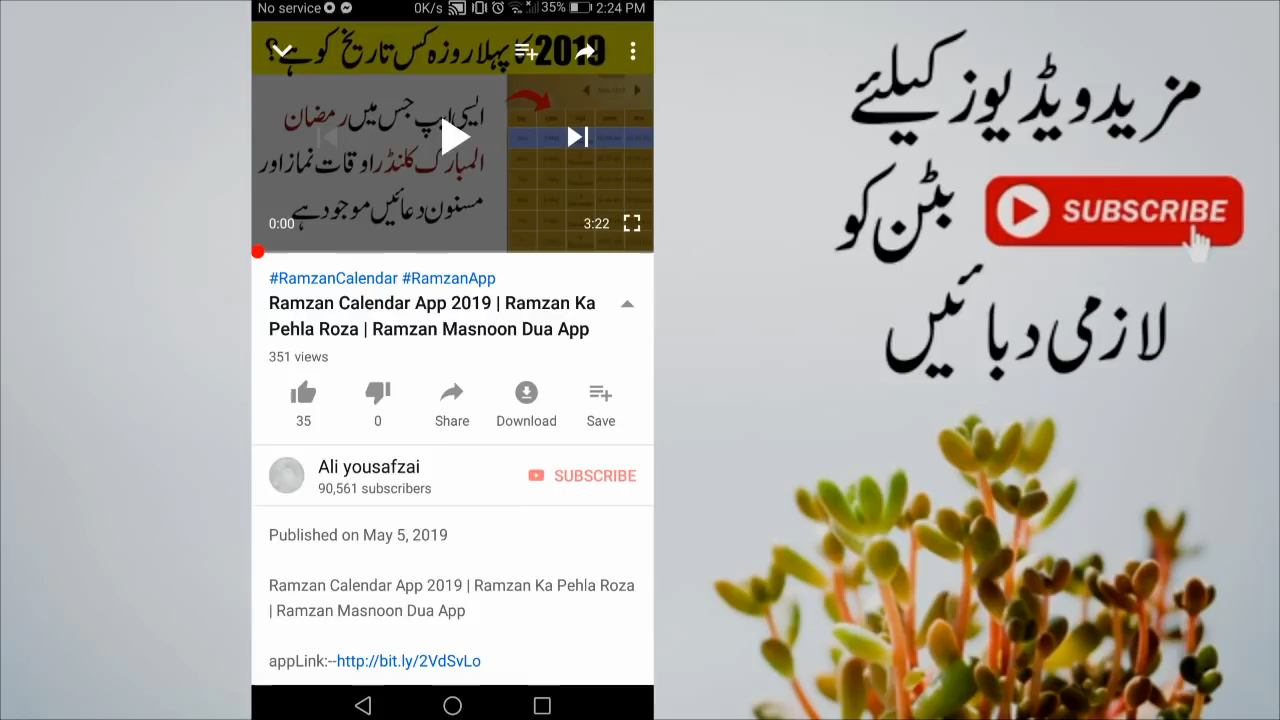 No service 0K/s 35% 2:24 PM
2019 کا پہلا روزہ کس تاریخ کو ہے؟
ایسی ایپ جس میں رمضان
المبارک کلنڈر اوقات نماز اور
مسنون دعائیں موجود ہے
0:00
3:22
#RamzanCalendar #RamzanApp
Ramzan Calendar App 2019 | Ramzan Ka
Pehla Roza | Ramzan Masnoon Dua App
351 views
35
0
Share
Download
Save
Ali yousafzai
90,561 subscribers
SUBSCRIBE
Published on May 5, 2019
Ramzan Calendar App 2019 | Ramzan Ka Pehla Roza
| Ramzan Masnoon Dua App
appLink:--http://bit.ly/2VdSvLo
مزید ویڈیوز کیلئے
بٹن کو
SUBSCRIBE
لازمی دبائیں